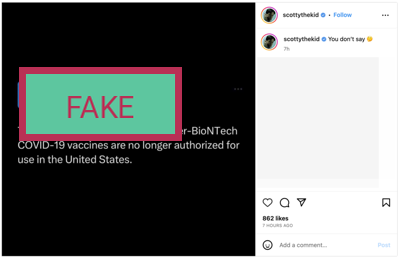 FAKE
er-BioNTech
COVID-19 vaccines are no longer authorized for
use in the United States.
scottythekid • Follow
scottythekid You don't say 😏
7h
862 likes
7 HOURS AGO
Add a comment...
Post